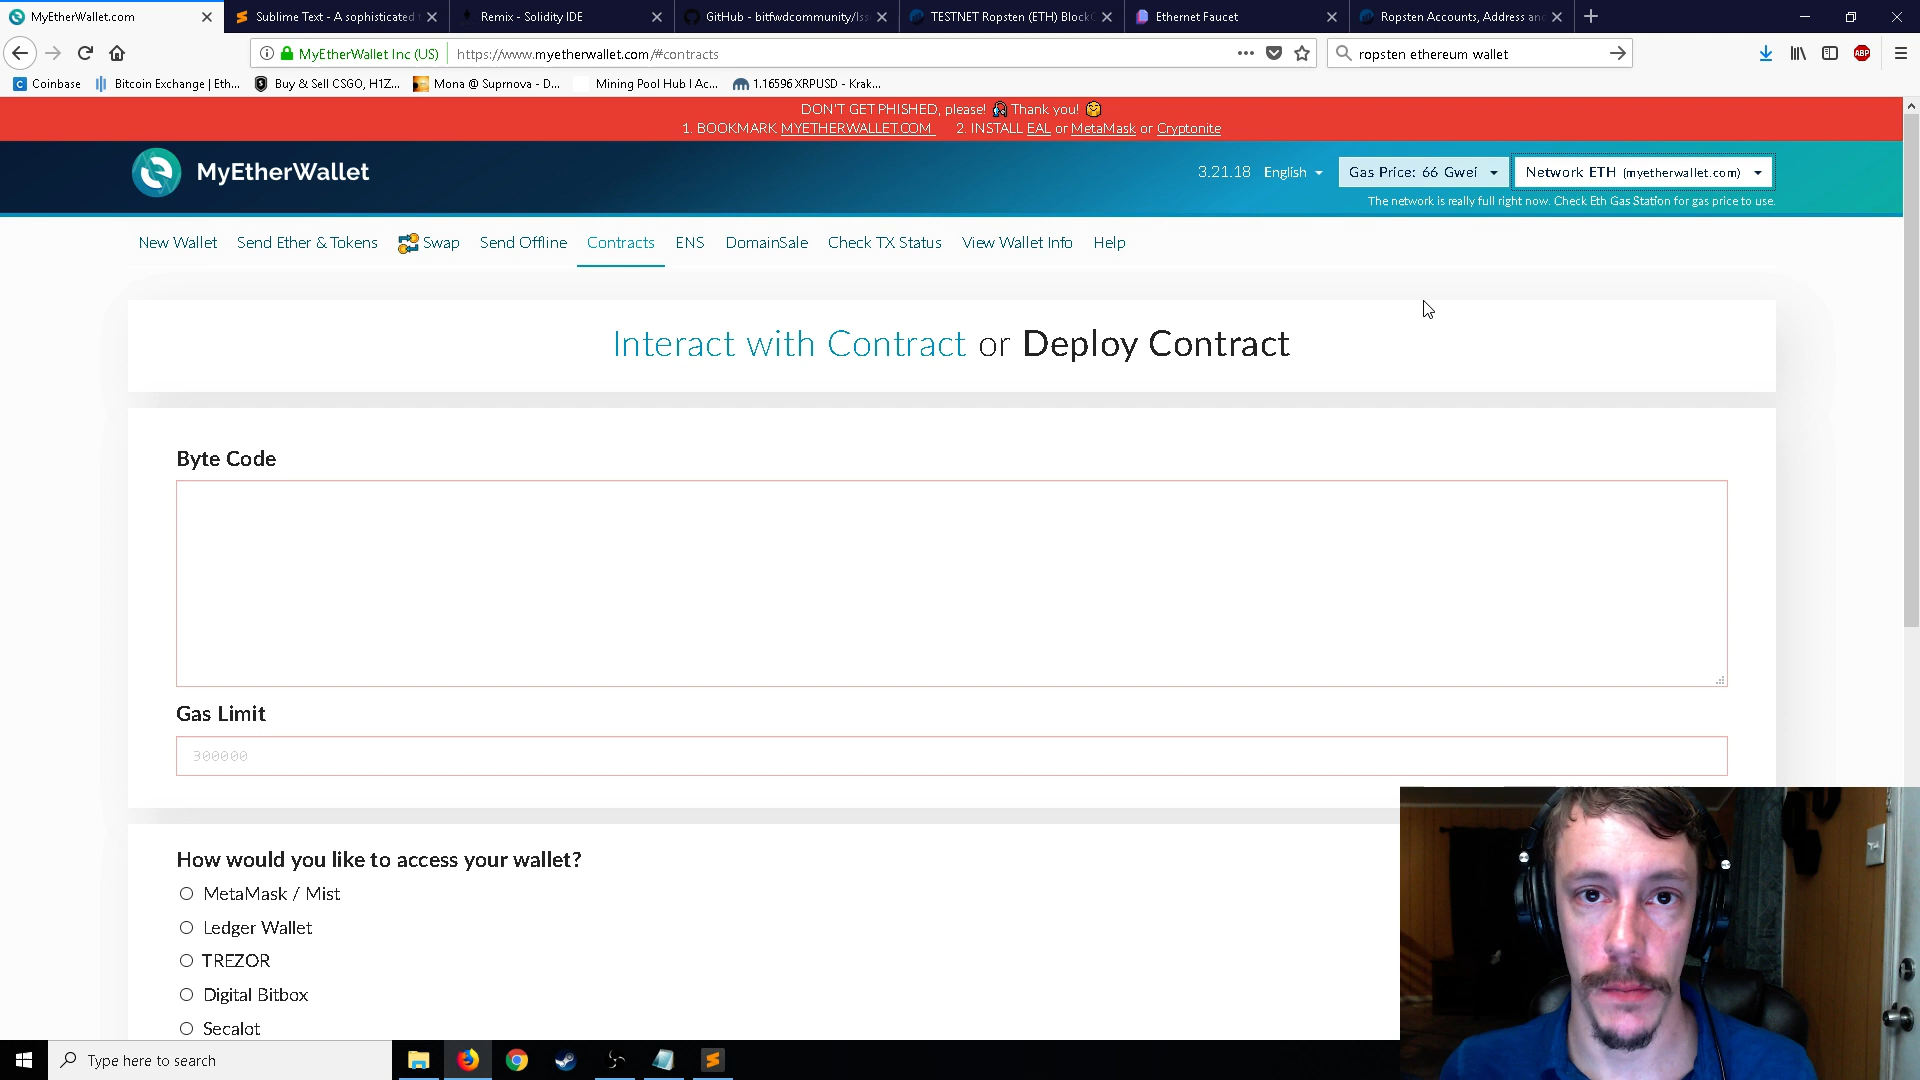 MyEtherWallet.com
Sublime Text - A sophisticated
Remix - Solidity IDE
GitHub - bitfwdcommunity/Iss
TESTNET Ropsten (ETH) BlockC
Ethernet Faucet
Ropsten Accounts, Address an
MyEtherWallet Inc (US)
https://www.myetherwallet.com/#contracts
ropsten ethereum wallet
ABP
Coinbase
Bitcoin Exchange | Eth...
Buy & Sell CSGO, H1Z...
Mona @ Suprnova - D...
Mining Pool Hub | Ac...
1.16596 XRPUSD - Krak...
DON'T GET PHISHED, please! Thank you!
1. BOOKMARK MYETHERWALLET.COM 2. INSTALL EAL or MetaMask or Cryptonite
MyEtherWallet
3.21.18
English
Gas Price: 66 Gwei
Network ETH (myetherwallet.com)
The network is really full right now. Check Eth Gas Station for gas price to use.
New Wallet
Send Ether & Tokens
Swap
Send Offline
Contracts
ENS
DomainSale
Check TX Status
View Wallet Info
Help
Interact with Contract or Deploy Contract
Byte Code
Gas Limit
300000
How would you like to access your wallet?
MetaMask / Mist
Ledger Wallet
TREZOR
Digital Bitbox
Secalot
Type here to search